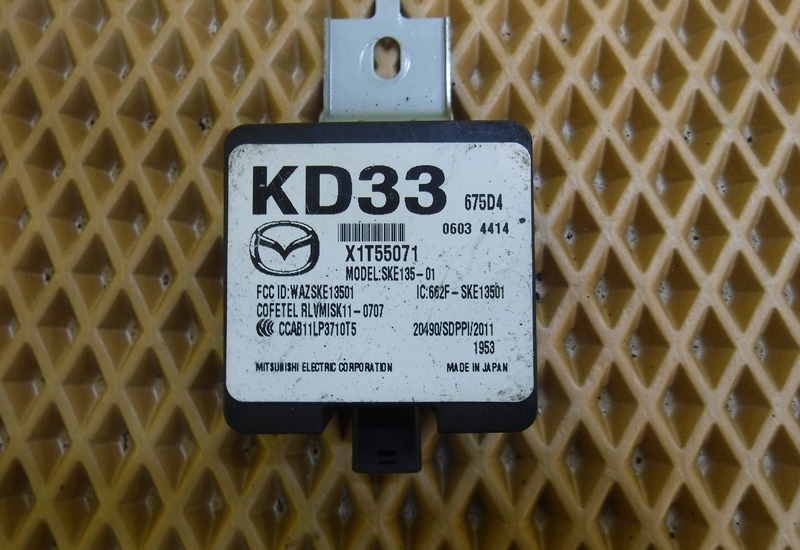 KD33 675D4
0603 4414
X1T55071
MODEL:SKE135-01
FCC ID:WAZSKE13501 IC:662F-SKE13501
COFETEL RLVMISK11-0707
CCAB11LP3710T5 20490/SDPPI/2011
1953
MITSUBISHI ELECTRIC CORPORATION MADE IN JAPAN